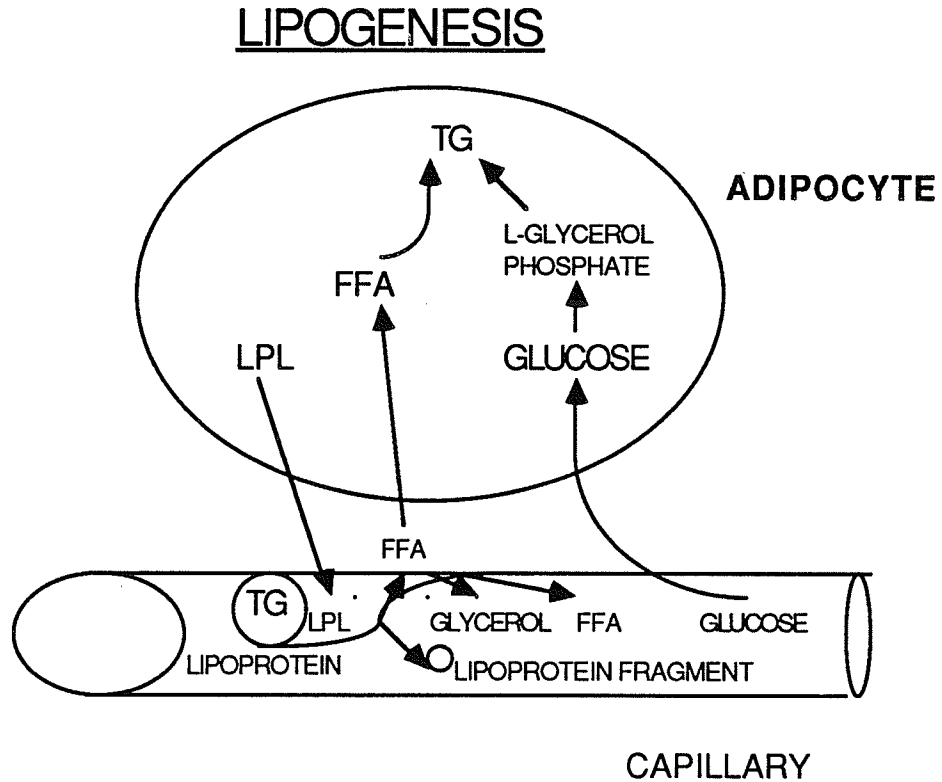 LIPOGENESIS
TG
ADIPOCYTE
L-GLYCEROL
PHOSPHATE
FFA
LPL
GLUCOSE
FFA
TG
LPL
GLYCEROL
FFA
GLUCOSE
LIPOPROTEIN
LIPOPROTEIN FRAGMENT
CAPILLARY